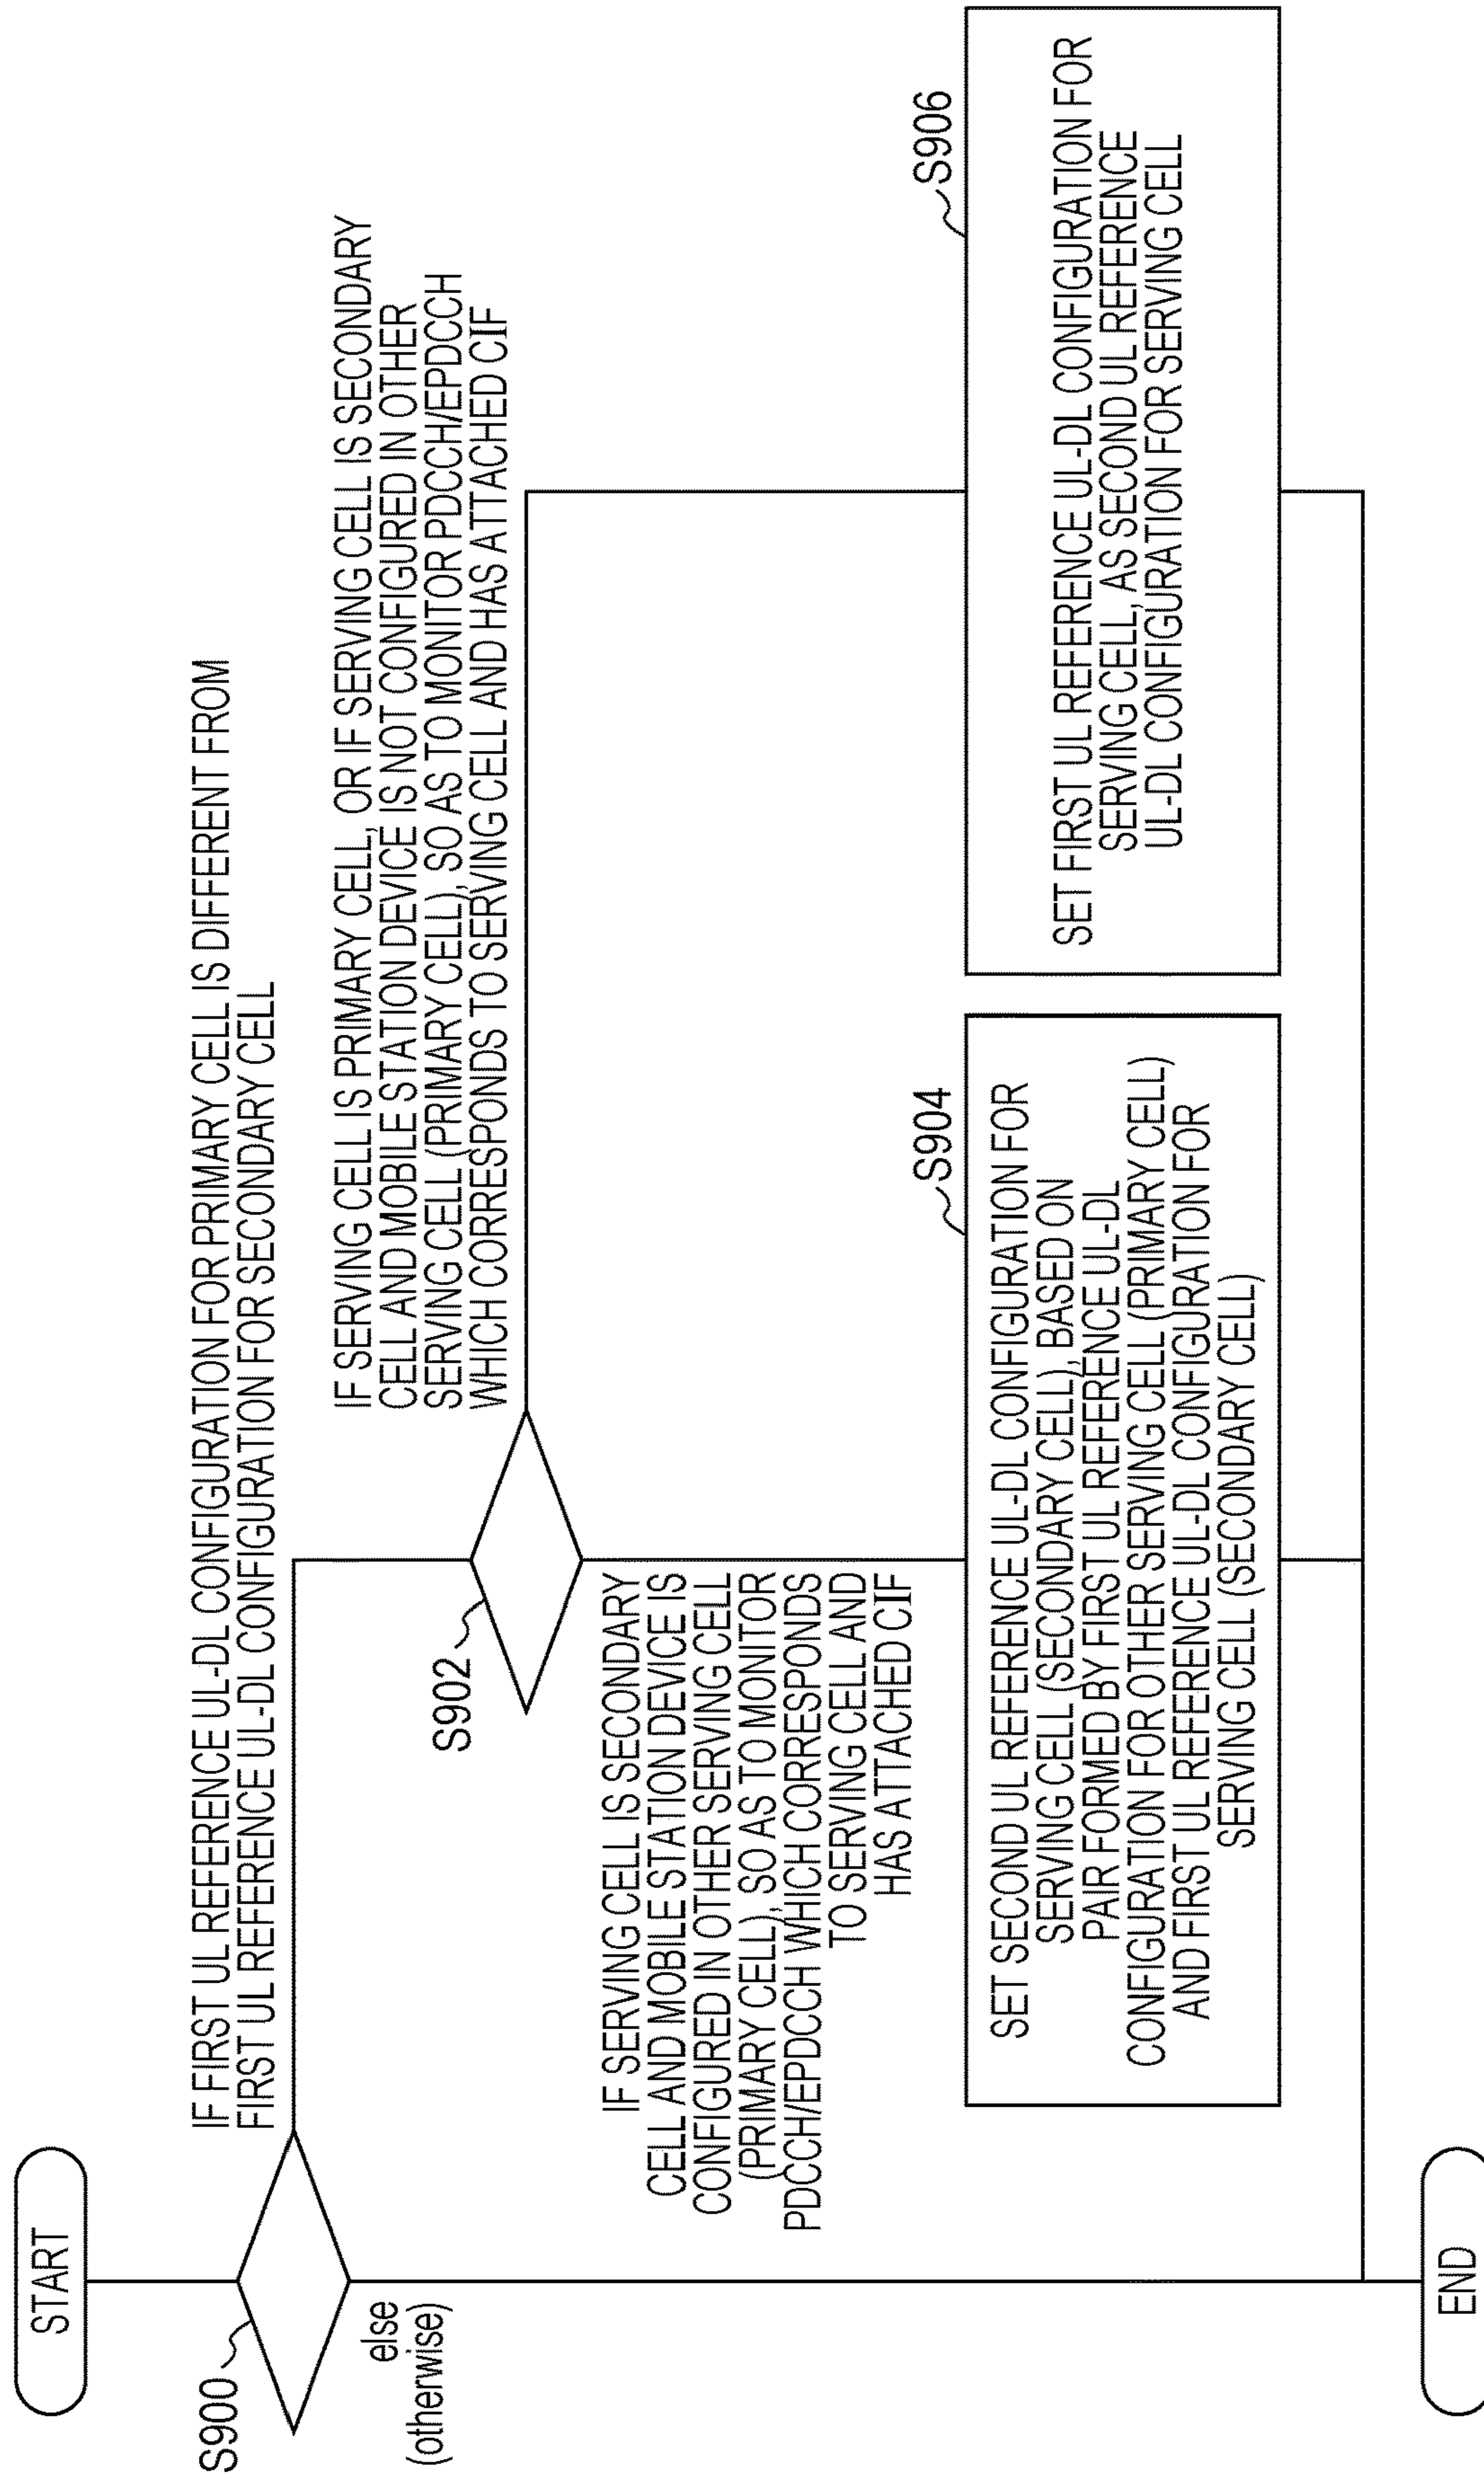 START
S900
IF FIRST UL REFERENCE UL-DL CONFIGURATION FOR PRIMARY CELL IS DIFFERENT FROM
FIRST UL REFERENCE UL-DL CONFIGURATION FOR SECONDARY CELL
else
(otherwise)
S902
IF SERVING CELL IS PRIMARY CELL, OR IF SERVING CELL IS SECONDARY
CELL AND MOBILE STATION DEVICE IS NOT CONFIGURED IN OTHER
SERVING CELL (PRIMARY CELL), SO AS TO MONITOR PDCCH/EPDCCH
WHICH CORRESPONDS TO SERVING CELL AND HAS ATTACHED CIF
IF SERVING CELL IS SECONDARY
CELL AND MOBILE STATION DEVICE IS
CONFIGURED IN OTHER SERVING CELL
(PRIMARY CELL), SO AS TO MONITOR
PDCCH/EPDCCH WHICH CORRESPONDS
TO SERVING CELL AND
HAS ATTACHED CIF
S904
SET SECOND UL REFERENCE UL-DL CONFIGURATION FOR
SERVING CELL (SECONDARY CELL), BASED ON
PAIR FORMED BY FIRST UL REFERENCE UL-DL
CONFIGURATION FOR OTHER SERVING CELL (PRIMARY CELL)
AND FIRST UL REFERENCE UL-DL CONFIGURATION FOR
SERVING CELL (SECONDARY CELL)
S906
SET FIRST UL REFERENCE UL-DL CONFIGURATION FOR
SERVING CELL, AS SECOND UL REFERENCE
UL-DL CONFIGURATION FOR SERVING CELL
END